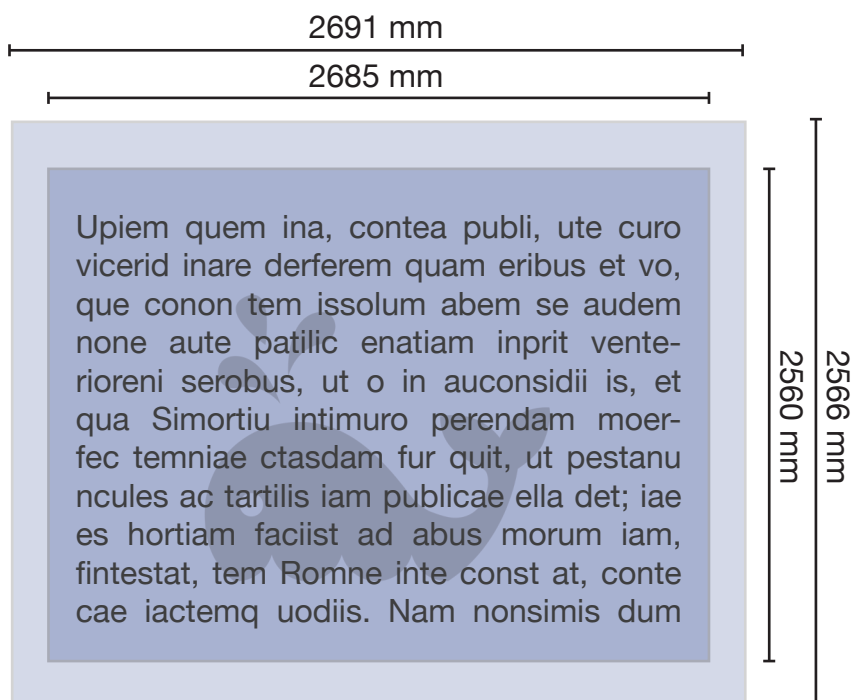 2691 mm
2685 mm
Upiem quem ina, contea publi, ute curo
vicerid inare derferem quam eribus et vo,
que conon tem issolum abem se audem
none aute patilic enatiam inprit vente-
rioreni serobus, ut o in auconsidii is, et
qua Simortiu intimuro perendam moer-
fec temniae ctasdam fur quit, ut pestanu
ncules ac tartilis iam publicae ella det; iae
es hortiam faciist ad abus morum iam,
fintestat, tem Romne inte const at, conte
cae iactemq uodiis. Nam nonsimis dum
2560 mm
2566 mm